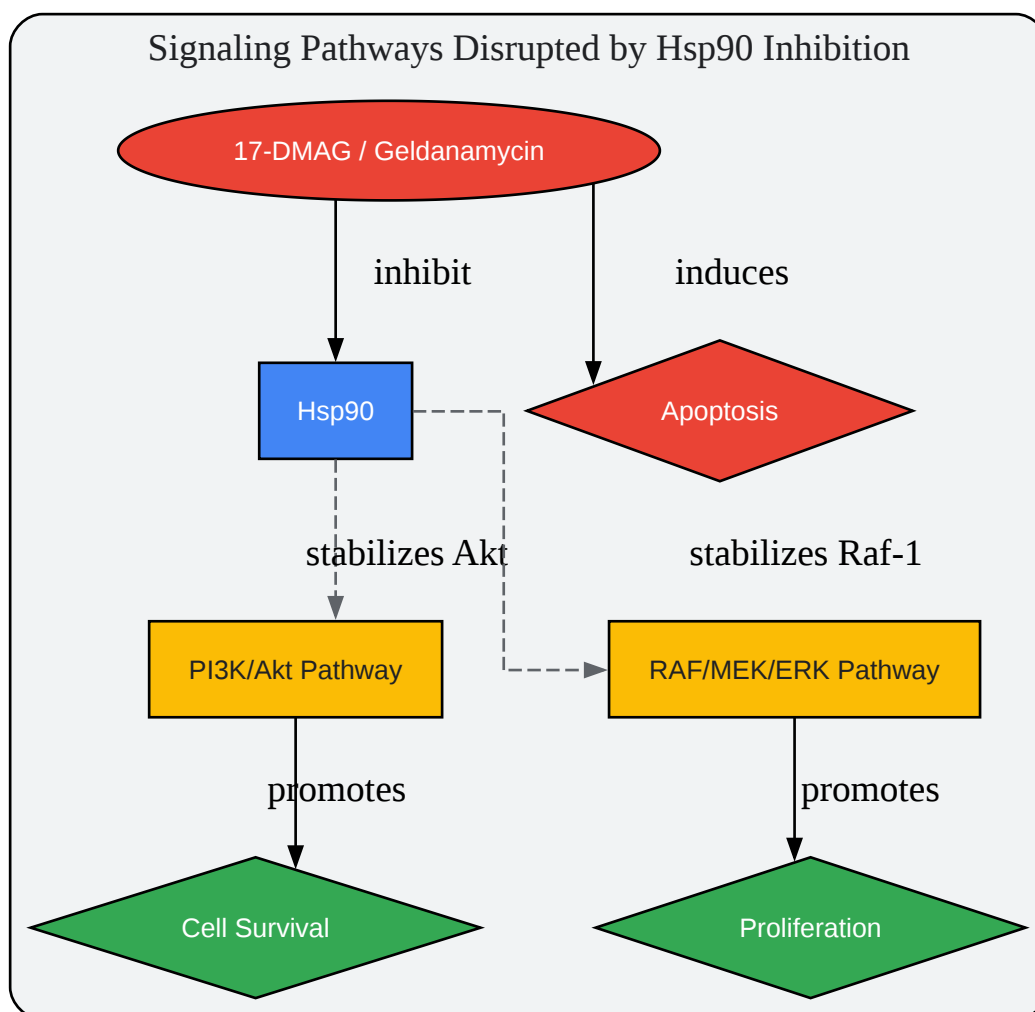 Signaling Pathways Disrupted by Hsp90 Inhibition
17-DMAG / Geldanamycin
inhibit
induces
Hsp90
Apoptosis
stabilizes Akt
stabilizes Raf-1
PI3K/Akt Pathway
RAF/MEK/ERK Pathway
promotes
promotes
Cell Survival
Proliferation